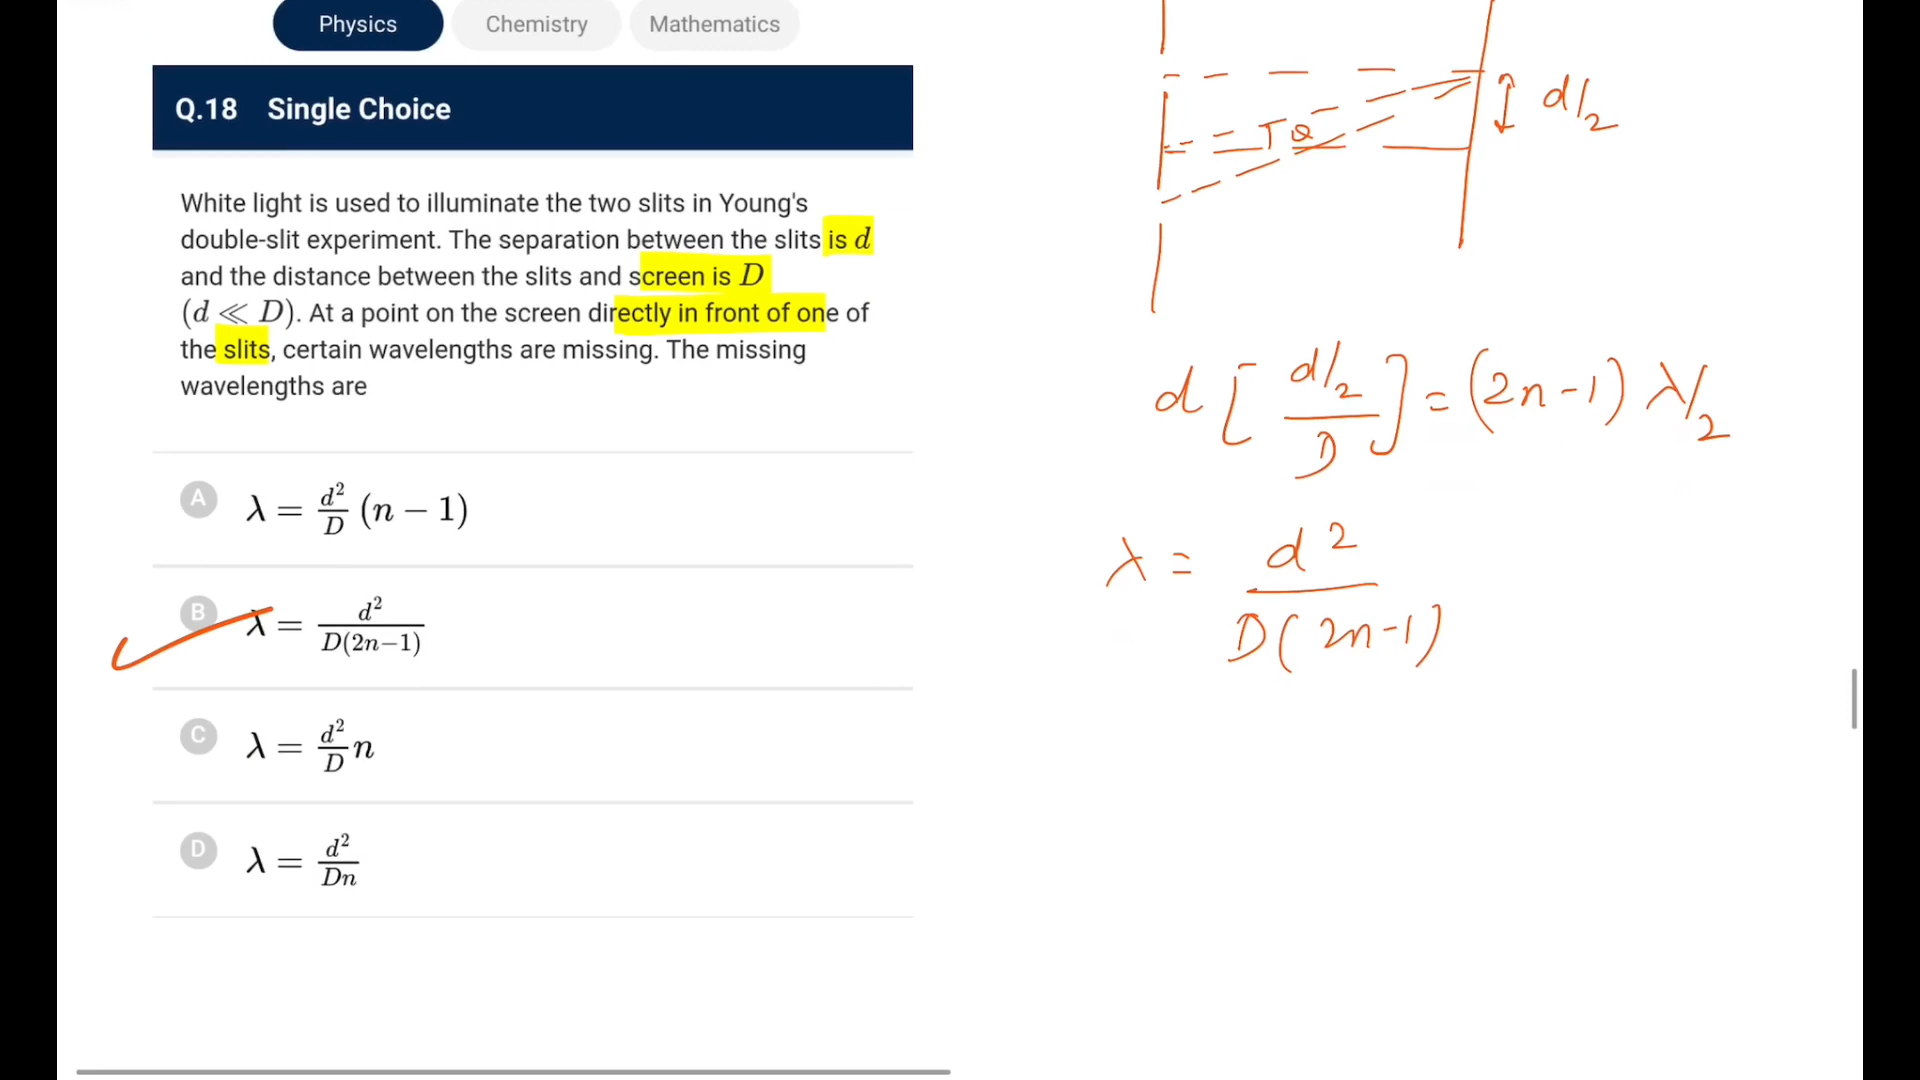 Physics Chemistry Mathematics
Q.18 Single Choice
White light is used to illuminate the two slits in Young's
double-slit experiment. The separation between the slits is d
and the distance between the slits and screen is D
(d ≪ D). At a point on the screen directly in front of one of
the slits, certain wavelengths are missing. The missing
wavelengths are
A λ = d²/D (n − 1)
B λ = d²/D(2n−1)
C λ = d²/D n
D λ = d²/Dn
θ
d/2
d [ d/2 / D ] = (2n-1) λ/2
λ = d² / D(2n-1)